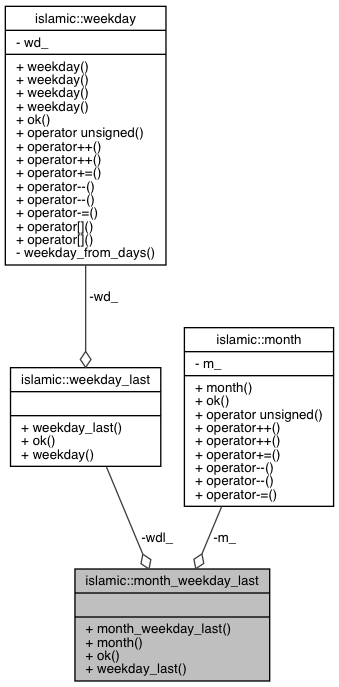 islamic::weekday
- wd_
+ weekday()
+ weekday()
+ weekday()
+ weekday()
+ ok()
+ operator unsigned()
+ operator++()
+ operator++()
+ operator+=()
+ operator--()
+ operator--()
+ operator-=()
+ operator[]()
+ operator[]()
- weekday_from_days()
-wd_
islamic::weekday_last
+ weekday_last()
+ ok()
+ weekday()
islamic::month
- m_
+ month()
+ ok()
+ operator unsigned()
+ operator++()
+ operator++()
+ operator+=()
+ operator--()
+ operator--()
+ operator-=()
-wdl_
-m_
islamic::month_weekday_last
+ month_weekday_last()
+ month()
+ ok()
+ weekday_last()